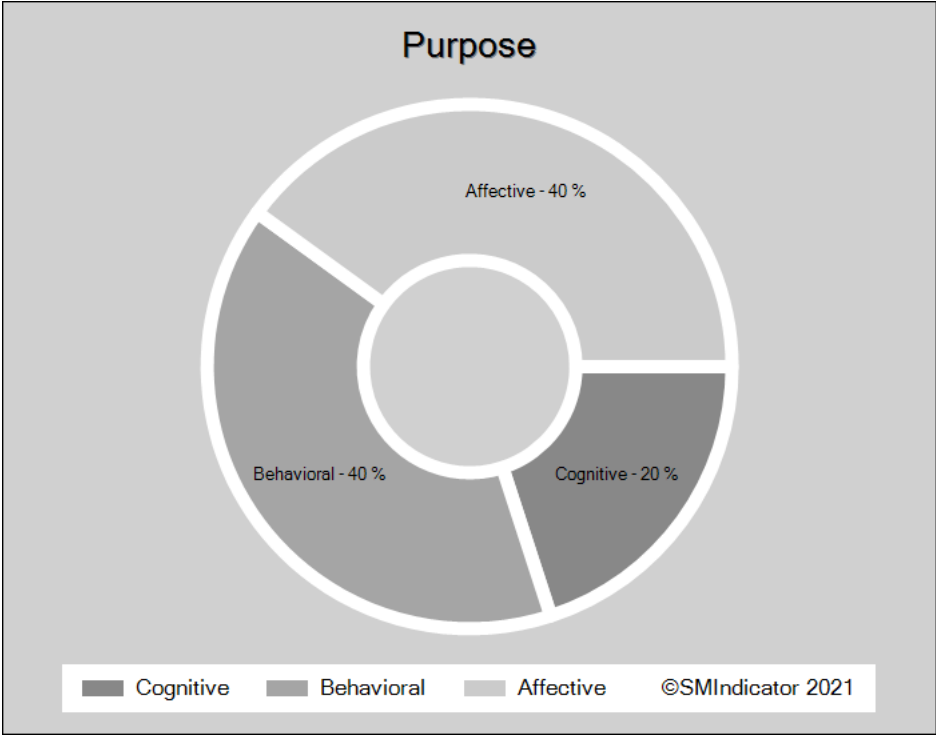 Purpose
Affective - 40 %
Behavioral - 40 %
Cognitive - 20 %
Cognitive Behavioral Affective ©SMIndicator 2021